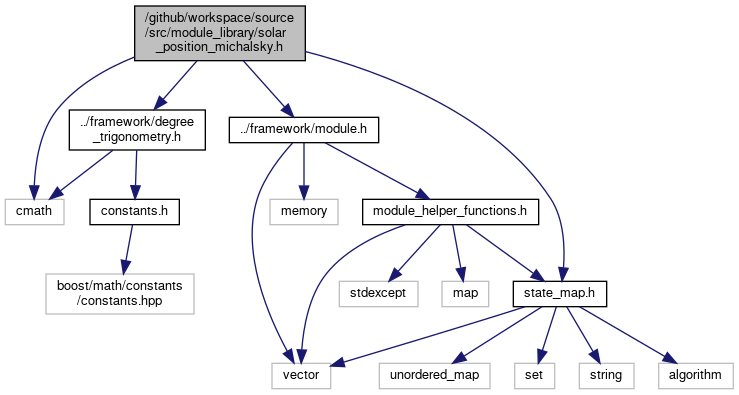 /github/workspace/source
/src/module_library/solar
_position_michalsky.h
../framework/degree
_trigonometry.h
../framework/module.h
cmath
constants.h
memory
module_helper_functions.h
boost/math/constants
/constants.hpp
stdexcept
map
state_map.h
vector
unordered_map
set
string
algorithm